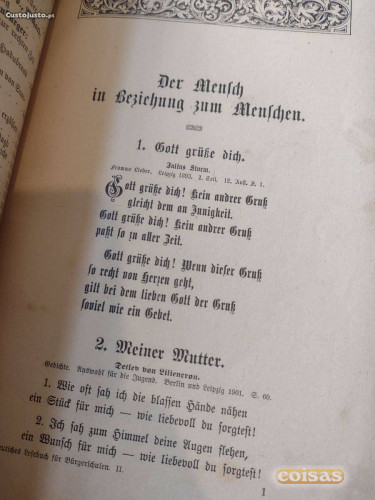 CustoJusto.pt
Der Mensch
in Beziehung zum Menschen.
1. Gott grüße dich.
Julius Sturm.
Fromme Lieder. Leipzig 1893. 2. Teil. 12. Aufl. S. 1.
Gott grüße dich! Kein andrer Gruß
gleicht dem an Innigkeit.
Gott grüße dich! Kein andrer Gruß
paßt so zu aller Zeit.
Gott grüße dich! Wenn dieser Gruß
so recht von Herzen geht,
gilt bei dem lieben Gott der Gruß
soviel wie ein Gebet.
2. Meiner Mutter.
Detlev von Liliencron.
Gedichte. Auswahl für die Jugend. Berlin und Leipzig 1901. S. 60.
1. Wie oft sah ich die blassen Hände nähen
ein Stück für mich — wie liebevoll du sorgtest!
2. Ich sah zum Himmel deine Augen flehen,
ein Wunsch für mich — wie liebevoll du sorgtest!
Lesebuch für Bürgerschulen. II.
1
coisas